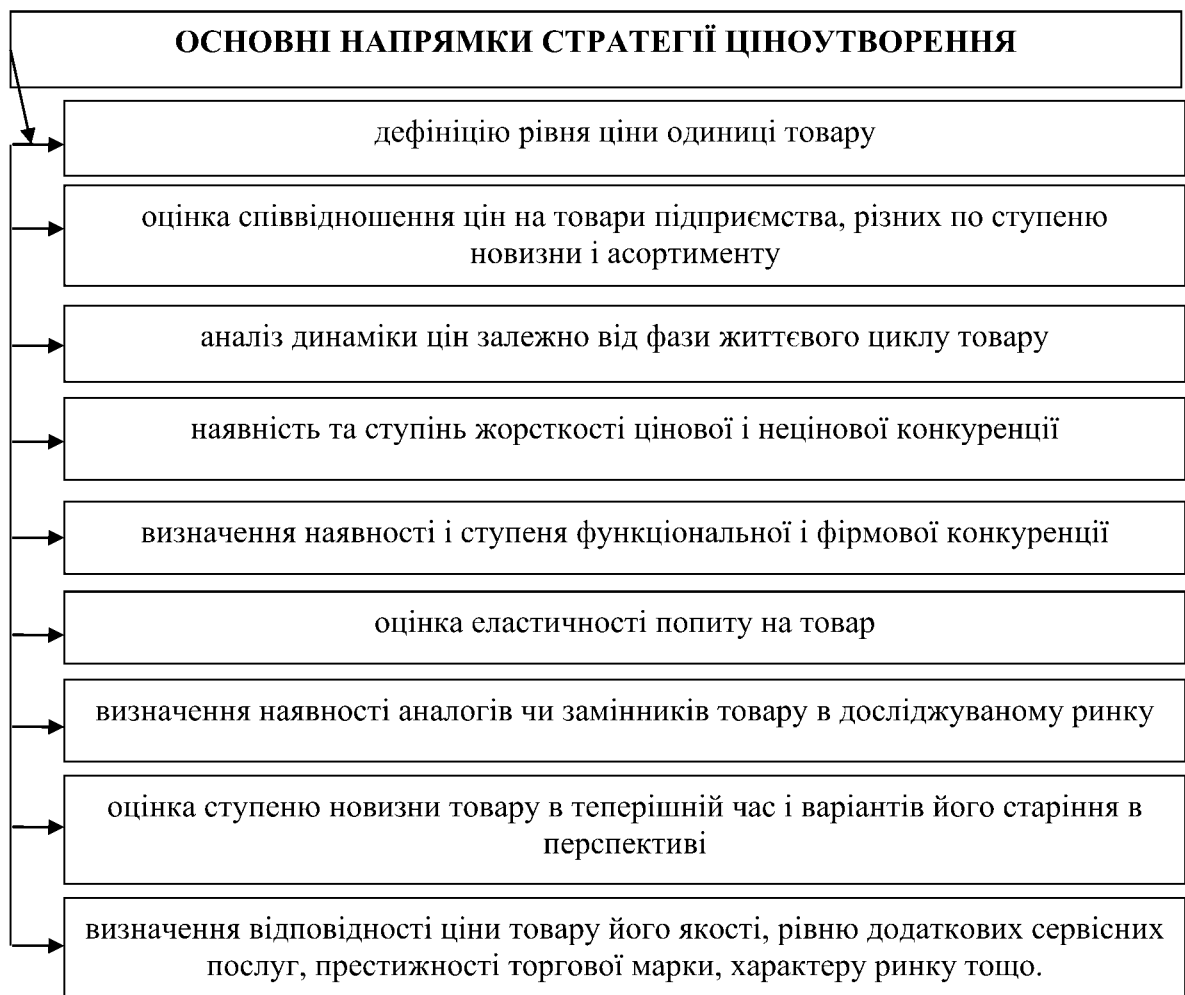 ОСНОВНІ НАПРЯМКИ СТРАТЕГІЇ ЦІНОУТВОРЕННЯ
дефініцію рівня ціни одиниці товару
оцінка співвідношення цін на товари підприємства, різних по ступеню
новизни і асортименту
аналіз динаміки цін залежно від фази життєвого циклу товару
наявність та ступінь жорсткості цінової і нецінової конкуренції
визначення наявності і ступеня функціональної і фірмової конкуренції
оцінка еластичності попиту на товар
визначення наявності аналогів чи замінників товару в досліджуваному ринку
оцінка ступеню новизни товару в теперішній час і варіантів його старіння в
перспективі
визначення відповідності ціни товару його якості, рівню додаткових сервісних
послуг, престижності торгової марки, характеру ринку тощо.